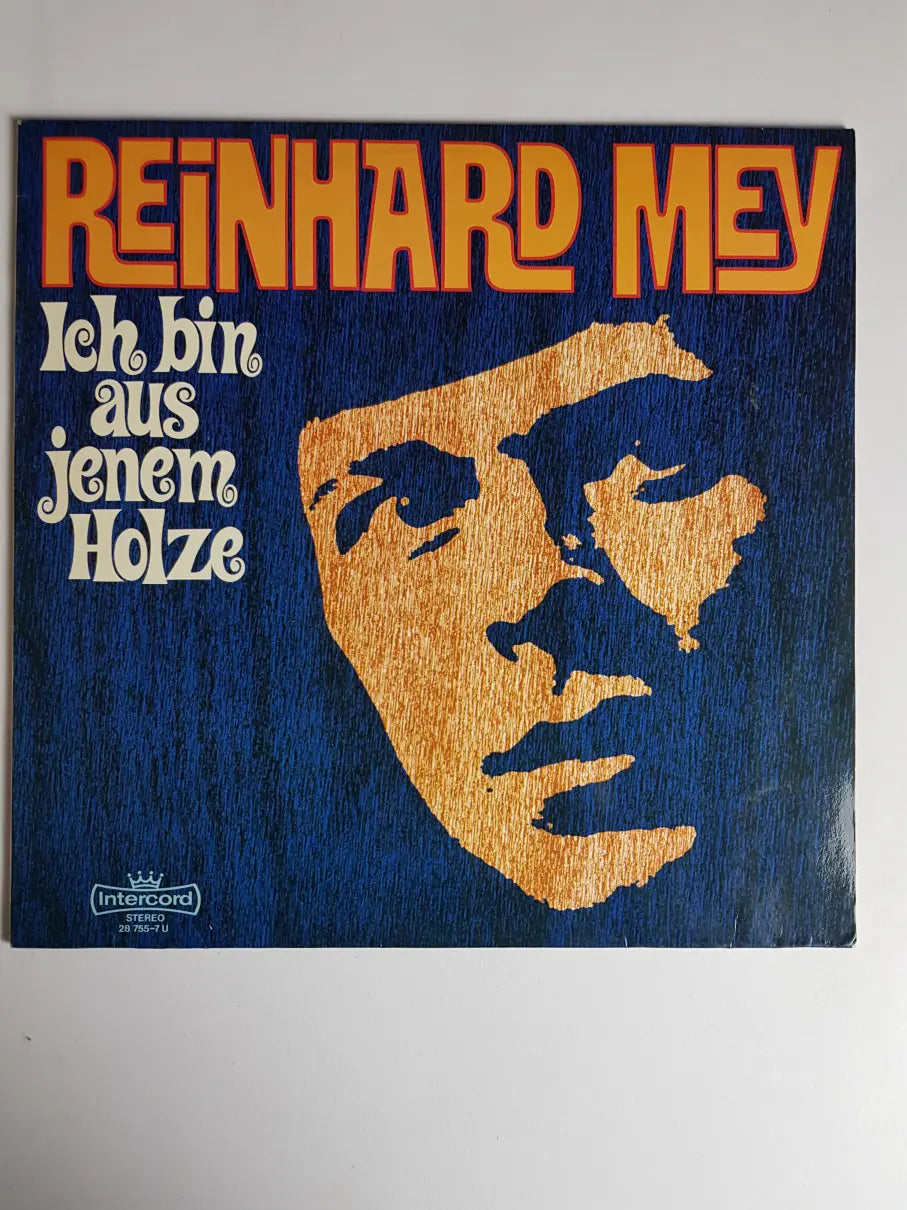 REINHARD MEY
Ich bin
aus
jenem
Holze
Intercord
STEREO
28 755-7 U